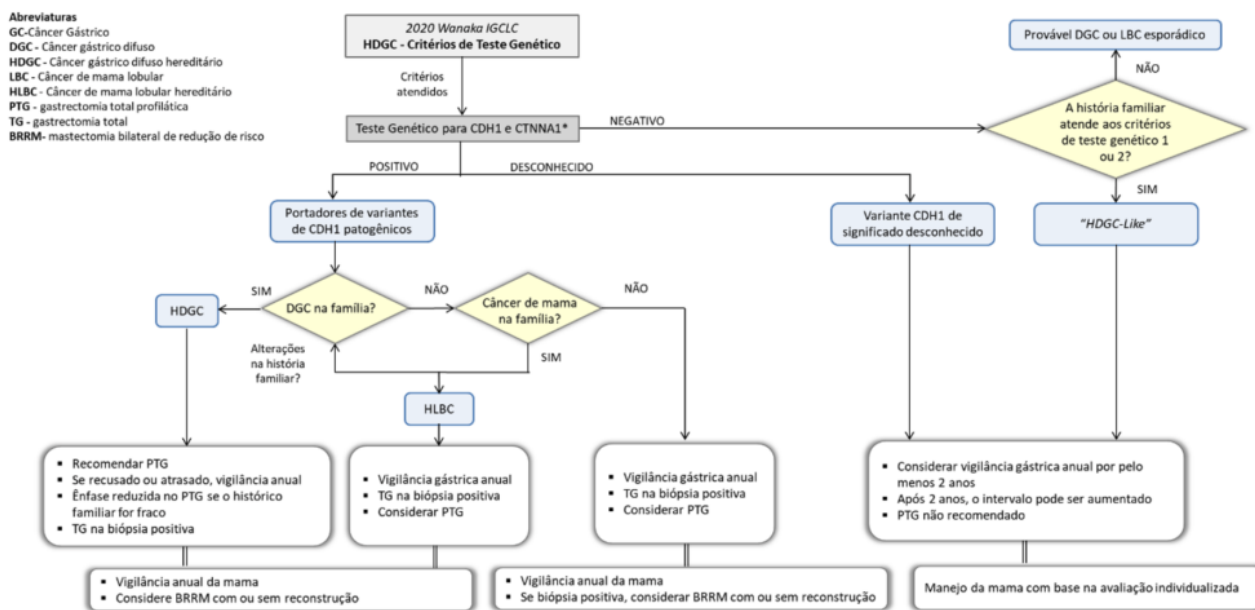 Abreviaturas
GC-Câncer Gástrico
DGC - Câncer gástrico difuso
HDGC - Câncer gástrico difuso hereditário
LBC - Câncer de mama lobular
HLBC - Câncer de mama lobular hereditário
PTG - gastrectomia total profilática
TG - gastrectomia total
BRRM- mastectomia bilateral de redução de risco
2020 Wanaka IGCLC
HDGC - Critérios de Teste Genético
Critérios
atendidos
Teste Genético para CDH1 e CTNNA1*
NEGATIVO
Provável DGC ou LBC esporádico
NÃO
A história familiar
atende aos critérios
de teste genético 1
ou 2?
SIM
"HDGC-Like"
POSITIVO
DESCONHECIDO
Portadores de variantes
de CDH1 patogênicos
Variante CDH1 de
significado desconhecido
HDGC
SIM
DGC na família?
NÃO
Câncer de mama
na família?
NÃO
Alterações
na história
familiar?
SIM
HLBC
▪ Recomendar PTG
▪ Se recusado ou atrasado, vigilância anual
▪ Ênfase reduzida no PTG se o histórico
familiar for fraco
▪ TG na biópsia positiva
▪ Vigilância gástrica anual
▪ TG na biópsia positiva
▪ Considerar PTG
▪ Vigilância gástrica anual
▪ TG na biópsia positiva
▪ Considerar PTG
▪ Considerar vigilância gástrica anual por pelo
menos 2 anos
▪ Após 2 anos, o intervalo pode ser aumentado
▪ PTG não recomendado
▪ Vigilância anual da mama
▪ Considere BRRM com ou sem reconstrução
▪ Vigilância anual da mama
▪ Se biópsia positiva, considerar BRRM com ou sem reconstrução
Manejo da mama com base na avaliação individualizada